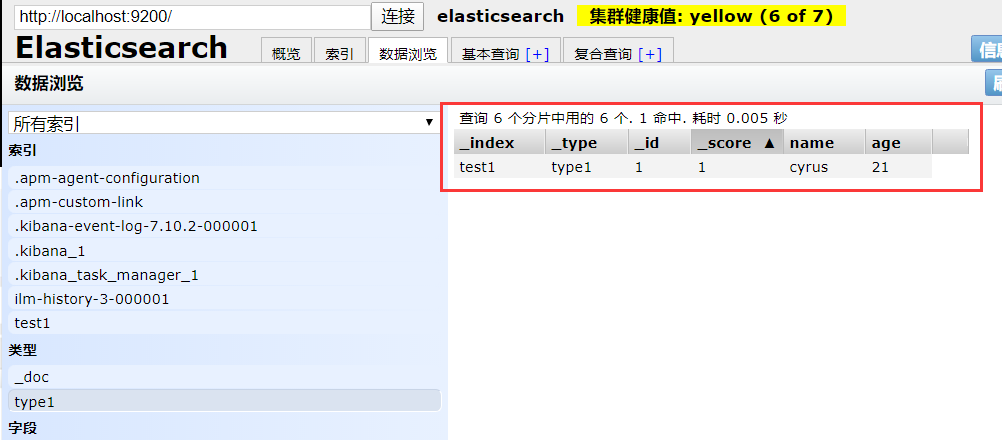 http://localhost:9200/ 连接 elasticsearch 集群健康值: yellow (6 of 7)
Elasticsearch 概览 索引 数据浏览 基本查询 [+] 复合查询 [+] 信息
数据浏览
所有索引
索引
.apm-agent-configuration
.apm-custom-link
.kibana-event-log-7.10.2-000001
.kibana_1
.kibana_task_manager_1
ilm-history-3-000001
test1
类型
_doc
type1
字段
查询 6 个分片中用的 6 个. 1 命中. 耗时 0.005 秒
_index _type _id _score ▲ name age
test1 type1 1 1 cyrus 21